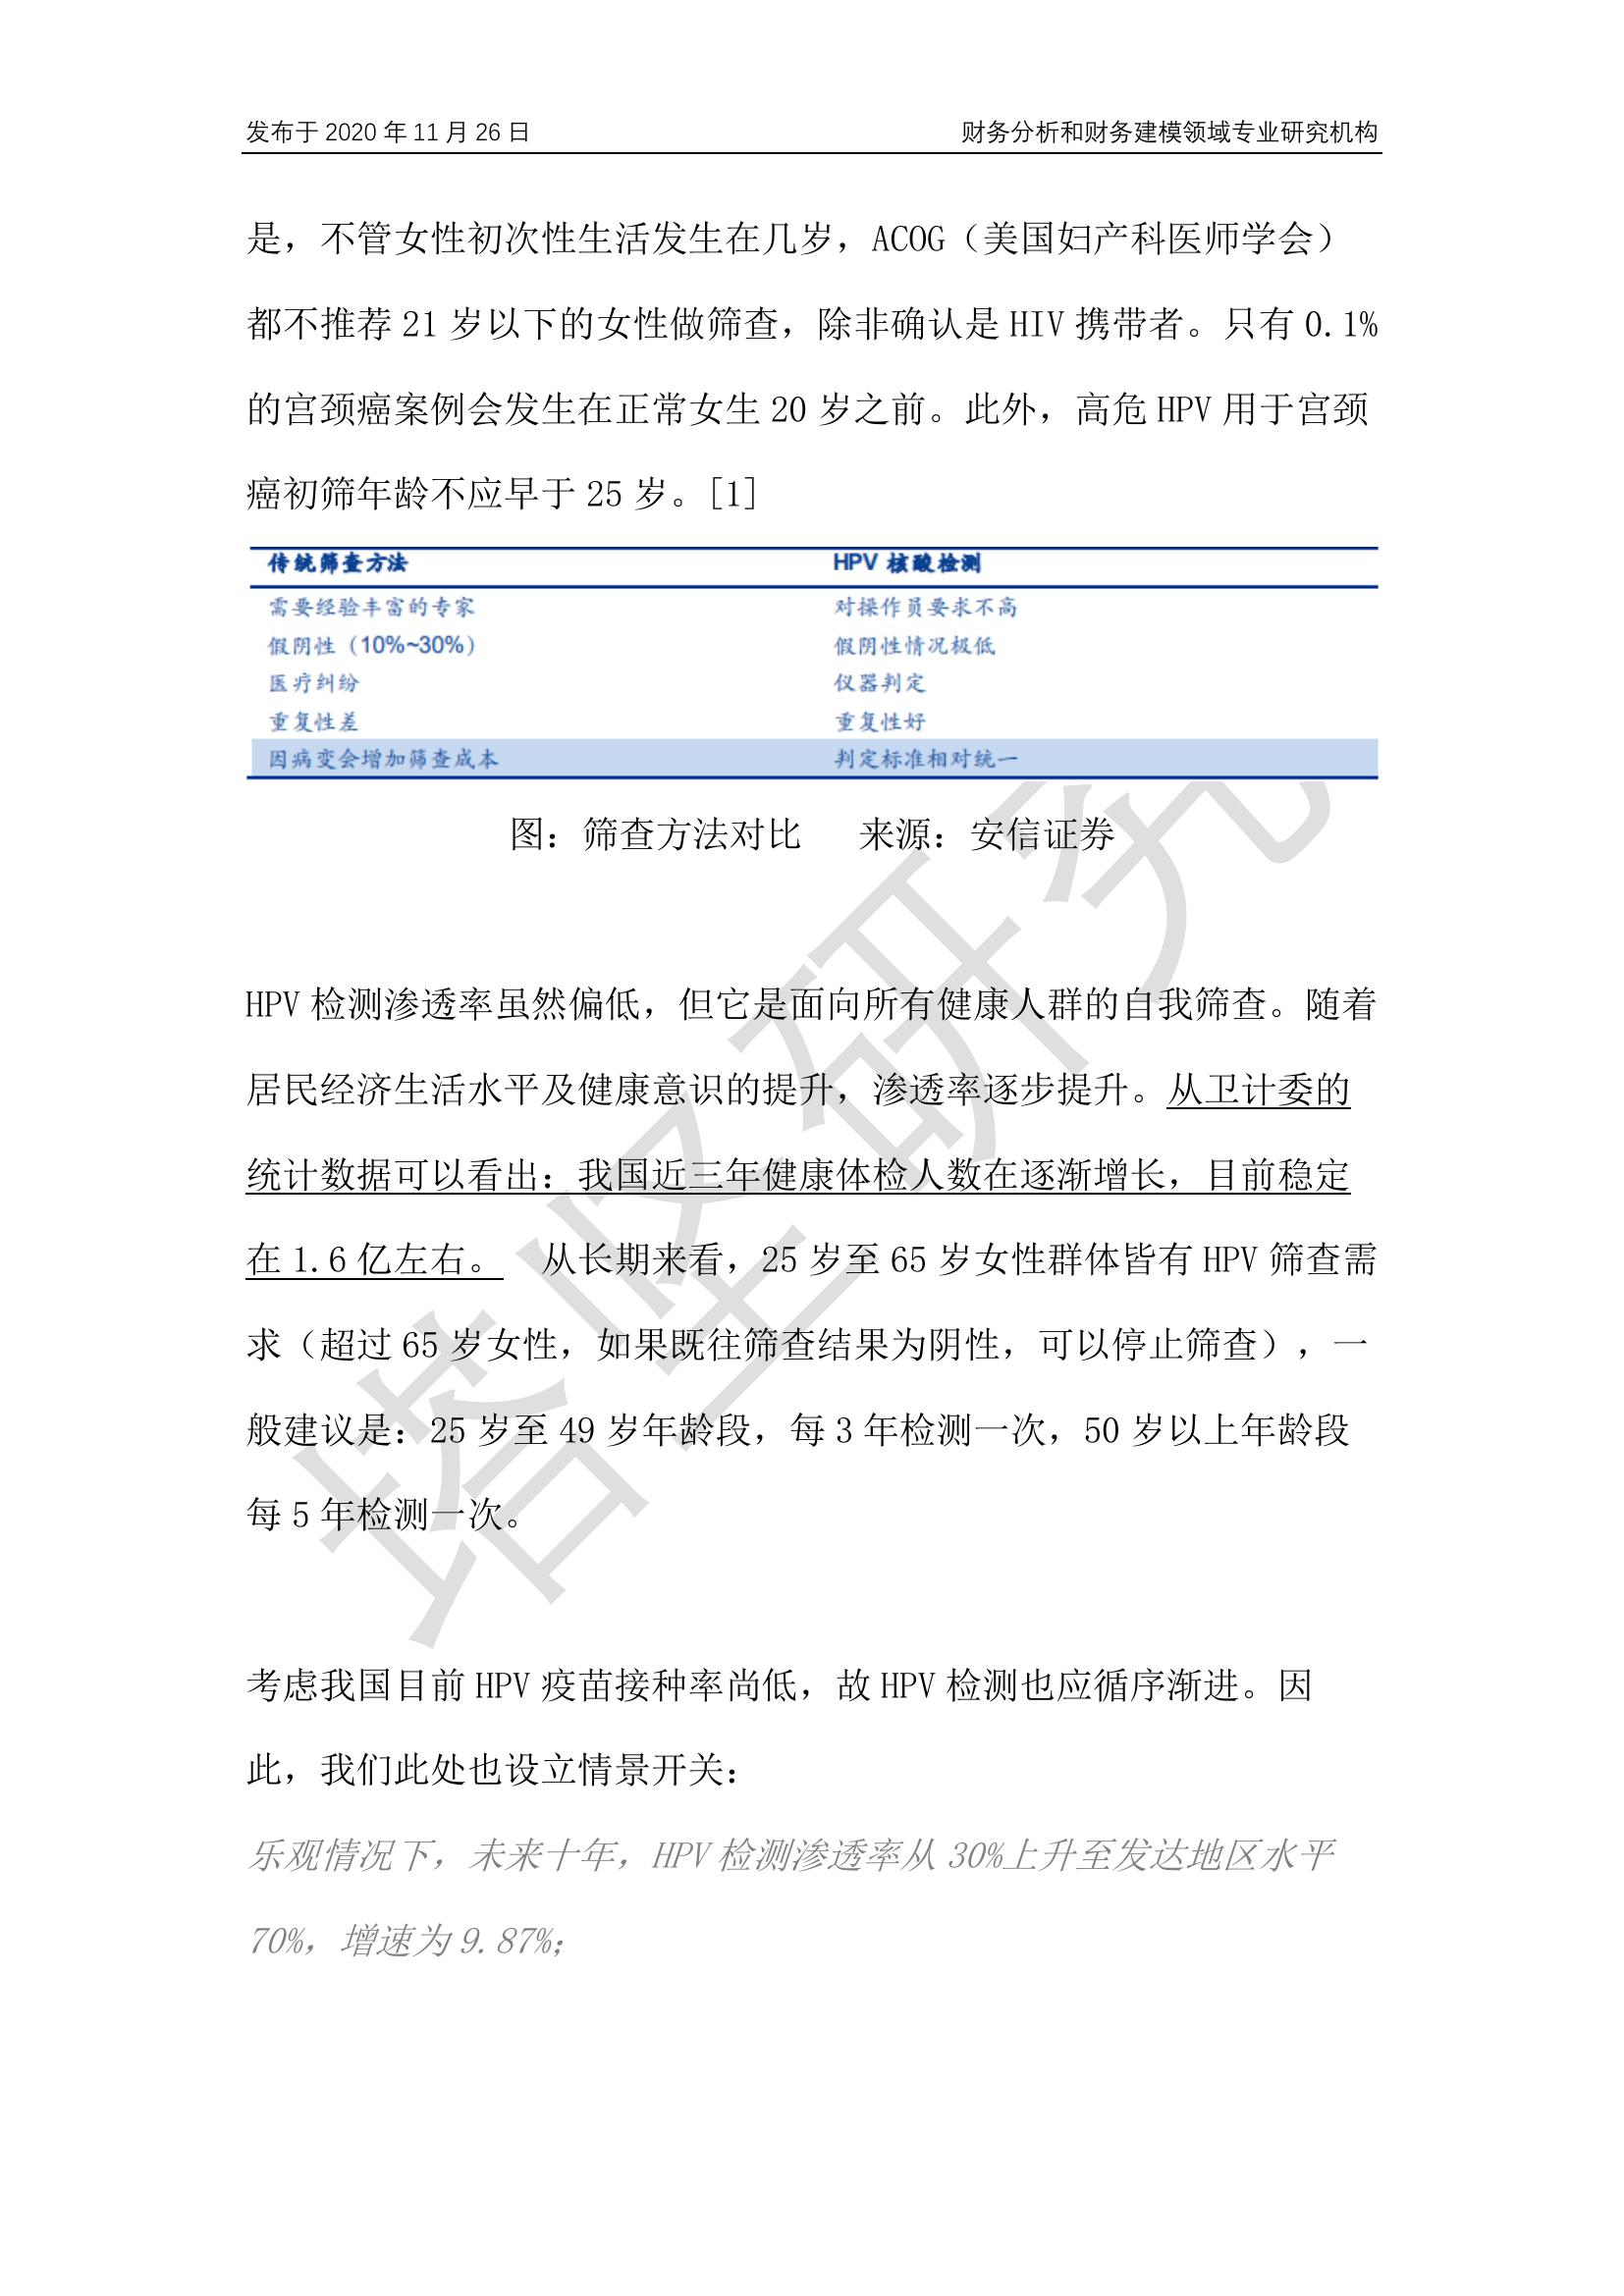 发布于 2020 年 11 月 26 日 财务分析和财务建模领域专业研究机构
是，不管女性初次性生活发生在几岁，ACOG（美国妇产科医师学会）
都不推荐 21 岁以下的女性做筛查，除非确认是 HIV 携带者。只有 0.1%
的宫颈癌案例会发生在正常女生 20 岁之前。此外，高危 HPV 用于宫颈
癌初筛年龄不应早于 25 岁。[1]
传统筛查方法 HPV 核酸检测
需要经验丰富的专家 对操作员要求不高
假阴性（10%~30%） 假阴性情况极低
医疗纠纷 仪器判定
重复性差 重复性好
因病变会增加筛查成本 判定标准相对统一
图：筛查方法对比 来源：安信证券
HPV 检测渗透率虽然偏低，但它是面向所有健康人群的自我筛查。随着
居民经济生活水平及健康意识的提升，渗透率逐步提升。从卫计委的
统计数据可以看出：我国近三年健康体检人数在逐渐增长，目前稳定
在 1.6 亿左右。 从长期来看，25 岁至 65 岁女性群体皆有 HPV 筛查需
求（超过 65 岁女性，如果既往筛查结果为阴性，可以停止筛查），一
般建议是：25 岁至 49 岁年龄段，每 3 年检测一次，50 岁以上年龄段
每 5 年检测一次。
考虑我国目前 HPV 疫苗接种率尚低，故 HPV 检测也应循序渐进。因
此，我们此处也设立情景开关：
乐观情况下，未来十年，HPV 检测渗透率从 30%上升至发达地区水平
70%，增速为 9.87%；
塔坚研究